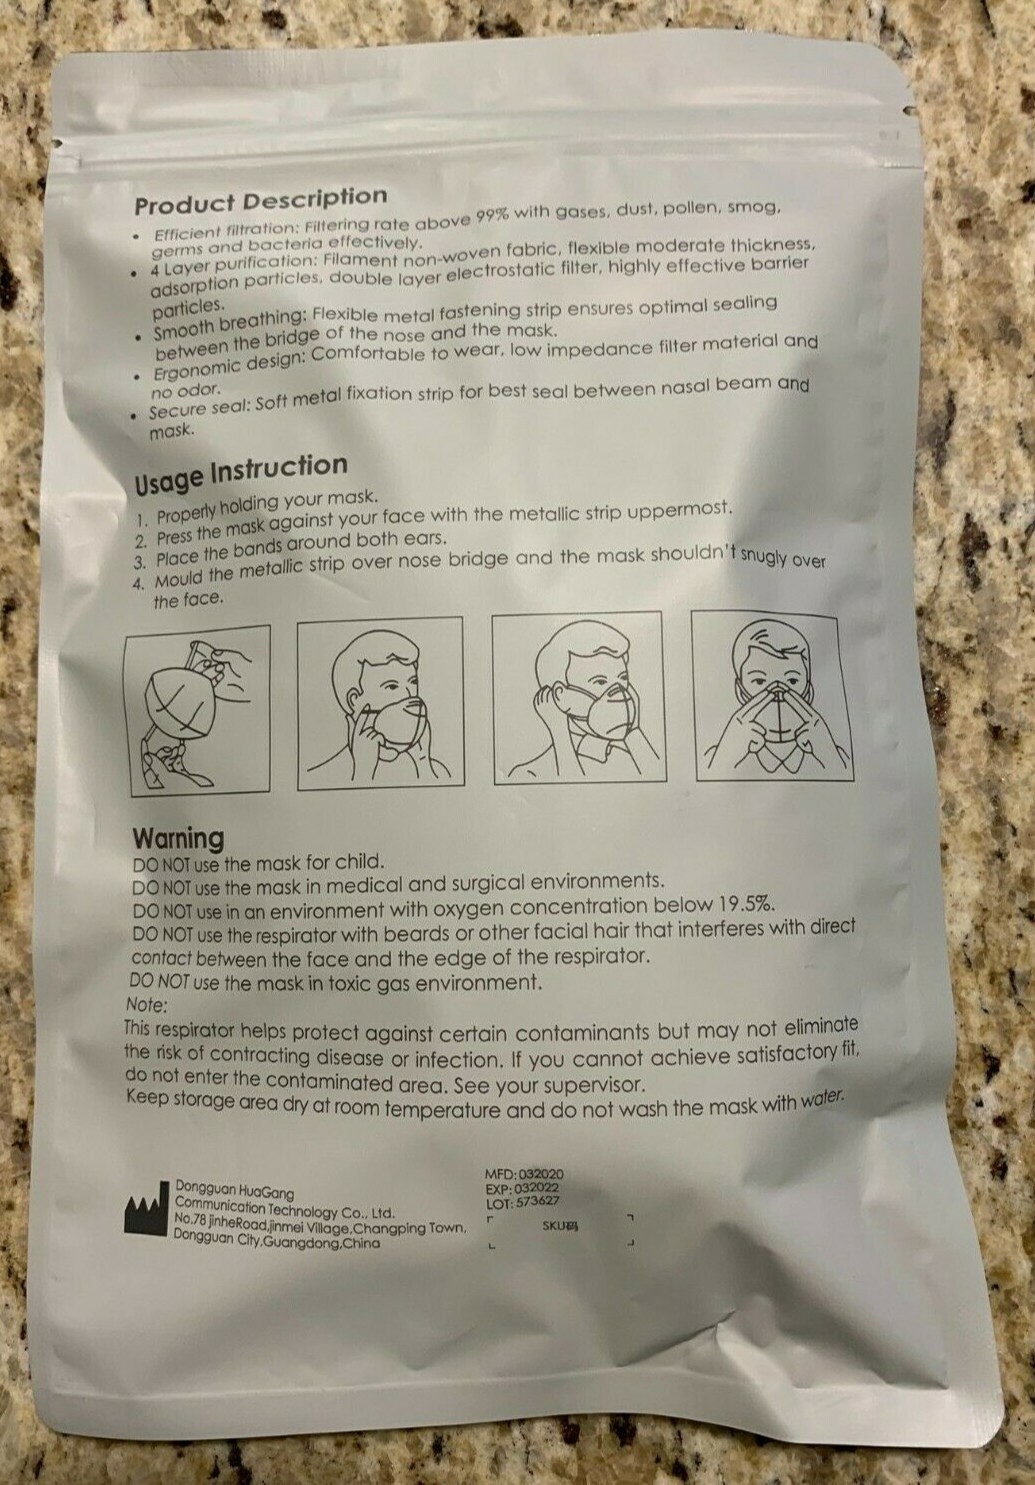 Product Description
• Efficient filtration: Filtering rate above 99% with gases, dust, pollen, smog,
germs and bacteria effectively.
• 4 Layer purification: Filament non-woven fabric, flexible moderate thickness,
adsorption particles, double layer electrostatic filter, highly effective barrier
particles.
• Smooth breathing: Flexible metal fastening strip ensures optimal sealing
between the bridge of the nose and the mask.
• Ergonomic design: Comfortable to wear, low impedance filter material and
no odor.
• Secure seal: Soft metal fixation strip for best seal between nasal beam and
mask.
Usage Instruction
1. Properly holding your mask.
2. Press the mask against your face with the metallic strip uppermost.
3. Place the bands around both ears.
4. Mould the metallic strip over nose bridge and the mask shouldn't snugly over
the face.
Warning
DO NOT use the mask for child.
DO NOT use the mask in medical and surgical environments.
DO NOT use in an environment with oxygen concentration below 19.5%.
DO NOT use the respirator with beards or other facial hair that interferes with direct
contact between the face and the edge of the respirator.
DO NOT use the mask in toxic gas environment.
Note:
This respirator helps protect against certain contaminants but may not eliminate
the risk of contracting disease or infection. If you cannot achieve satisfactory fit,
do not enter the contaminated area. See your supervisor.
Keep storage area dry at room temperature and do not wash the mask with water.
Dongguan HuaGang
Communication Technology Co., Ltd.
No.78 jinheRoad,jinmei Village,Changping Town,
Dongguan City,Guangdong,China
MFD: 032020
EXP: 032022
LOT: 573627
SKU码